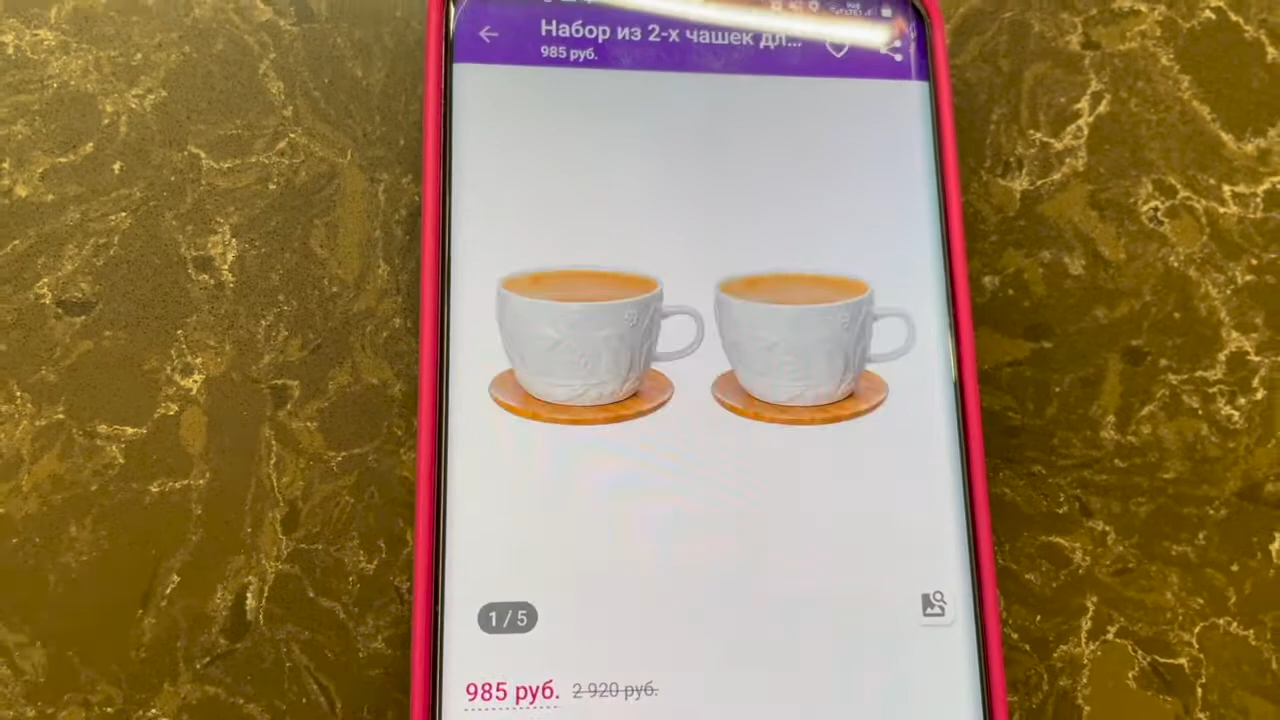 Набор из 2-х чашек дл...
985 руб.
1 / 5
985 руб. 2 920 руб.